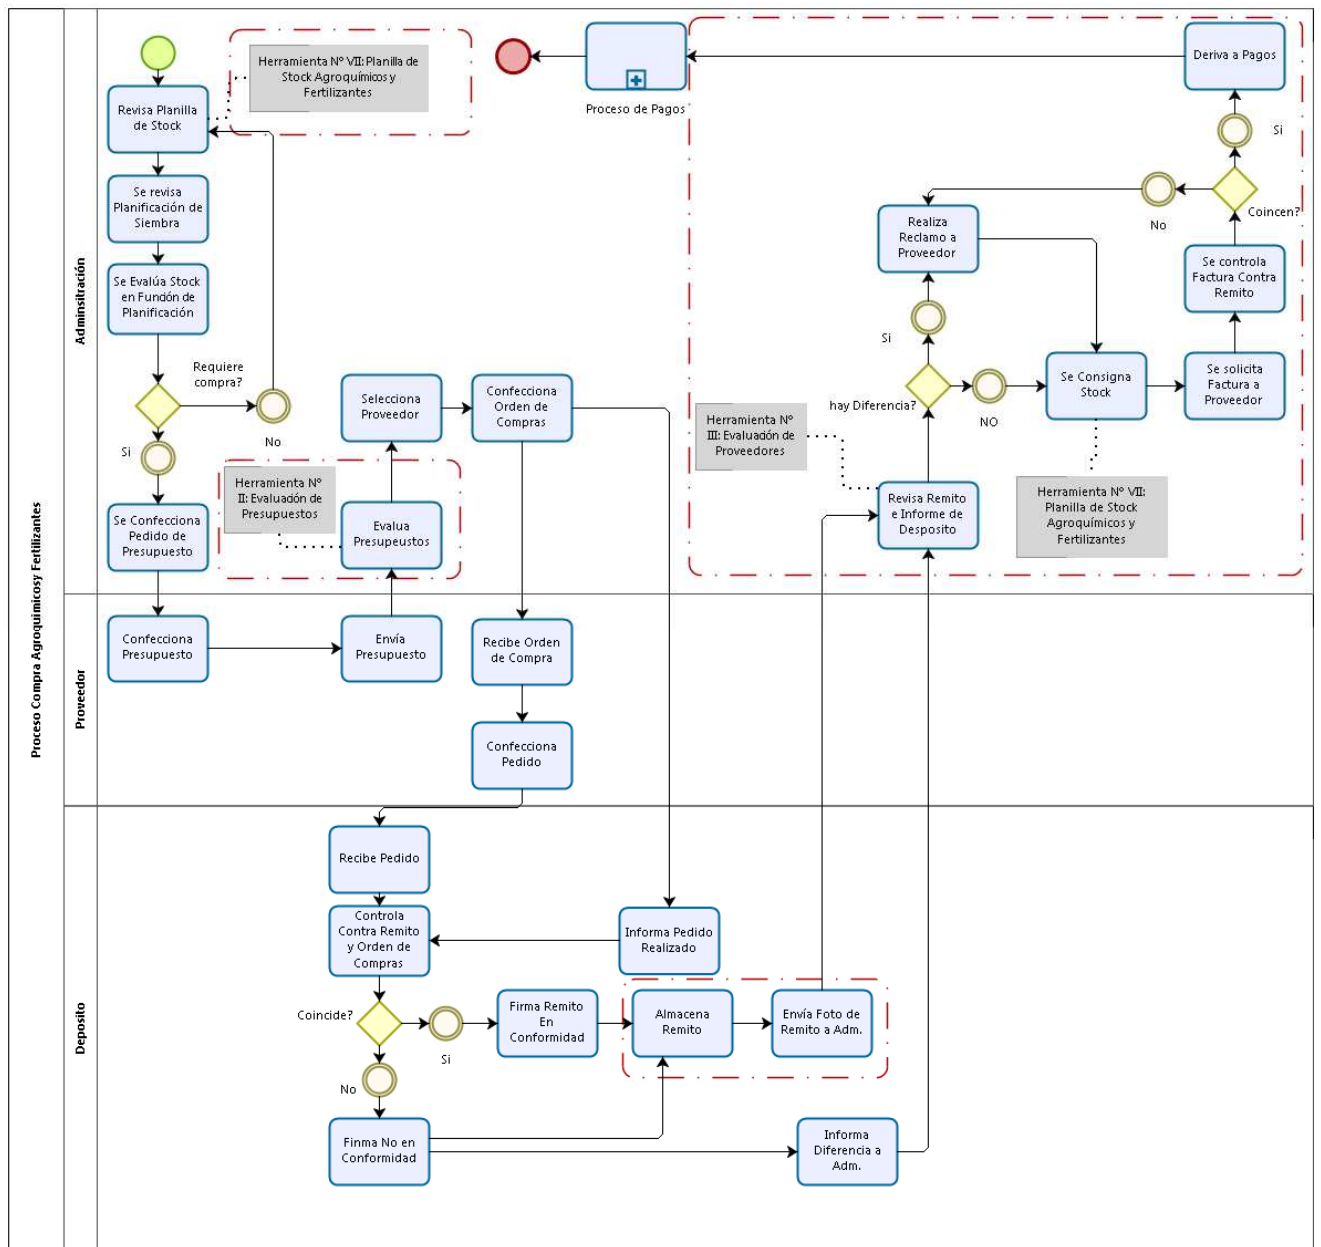 Proceso Compra Agroquimicosy Fertilizantes
Adminsitración
Herramienta N° VII: Planilla de
Stock Agroquímicos y
Fertilizantes
Revisa Planilla
de Stock
Se revisa
Planificación de
Siembra
Se Evalúa Stock
en Función de
Planificación
Requiere
compra?
No
Si
Se Confecciona
Pedido de
Presupuesto
Herramienta N°
II: Evaluación de
Presupuestos
Evalua
Presupeustos
Selecciona
Proveedor
Confecciona
Orden de
Compras
Proceso de Pagos
Deriva a Pagos
Si
Coincen?
No
Realiza
Reclamo a
Proveedor
Se controla
Factura Contra
Remito
Si
hay Diferencia?
NO
Se Consigna
Stock
Se solicita
Factura a
Proveedor
Herramienta N°
III: Evaluación de
Proveedores
Revisa Remito
e Informe de
Desposito
Herramienta N° VII:
Planilla de Stock
Agroquímicos y
Fertilizantes
Proveedor
Confecciona
Presupuesto
Envía
Presupuesto
Recibe Orden
de Compra
Confecciona
Pedido
Deposito
Recibe Pedido
Controla
Contra Remito
y Orden de
Compras
Informa Pedido
Realizado
Coincide?
Si
Firma Remito
En
Conformidad
Almacena
Remito
Envía Foto de
Remito a Adm.
No
Finma No en
Conformidad
Informa
Diferencia a
Adm.